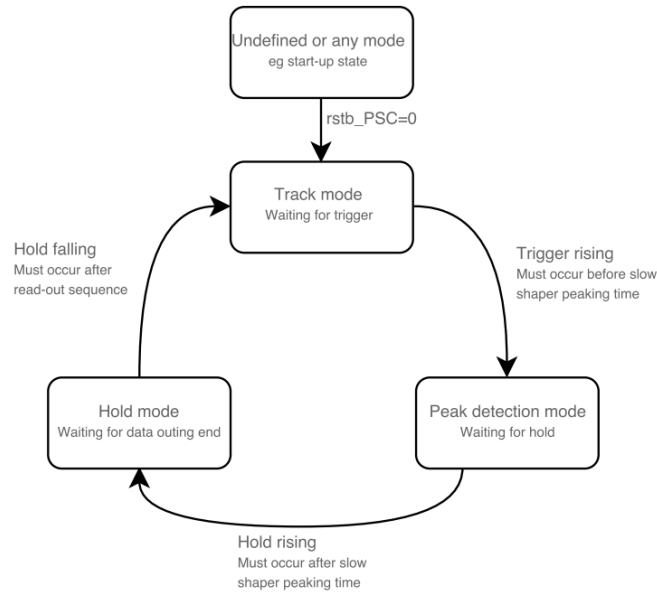 Undefined or any mode
eg start-up state
rstb_PSC=0
Track mode
Waiting for trigger
Hold falling
Must occur after
read-out sequence
Trigger rising
Must occur before slow
shaper peaking time
Hold mode
Waiting for data outing end
Peak detection mode
Waiting for hold
Hold rising
Must occur after slow
shaper peaking time